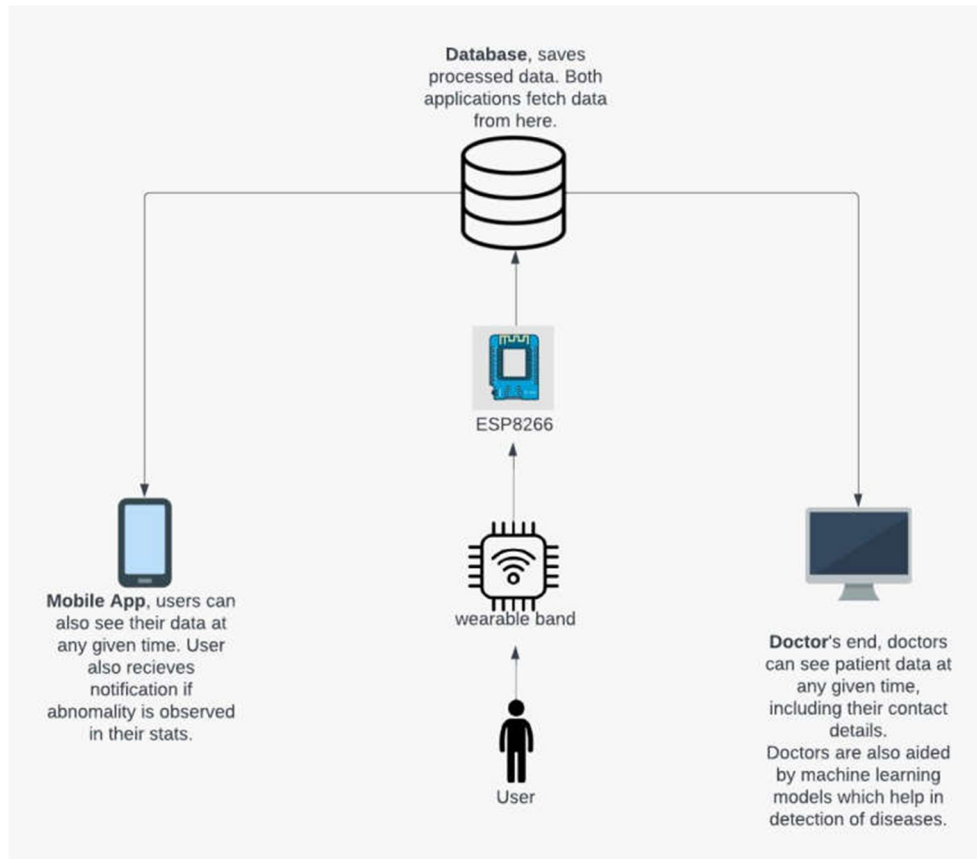 Database, saves
processed data. Both
applications fetch data
from here.
ESP8266
wearable band
User
Mobile App, users can
also see their data at
any given time. User
also recieves
notification if
abnomality is observed
in their stats.
Doctor's end, doctors
can see patient data at
any given time,
including their contact
details.
Doctors are also aided
by machine learning
models which help in
detection of diseases.